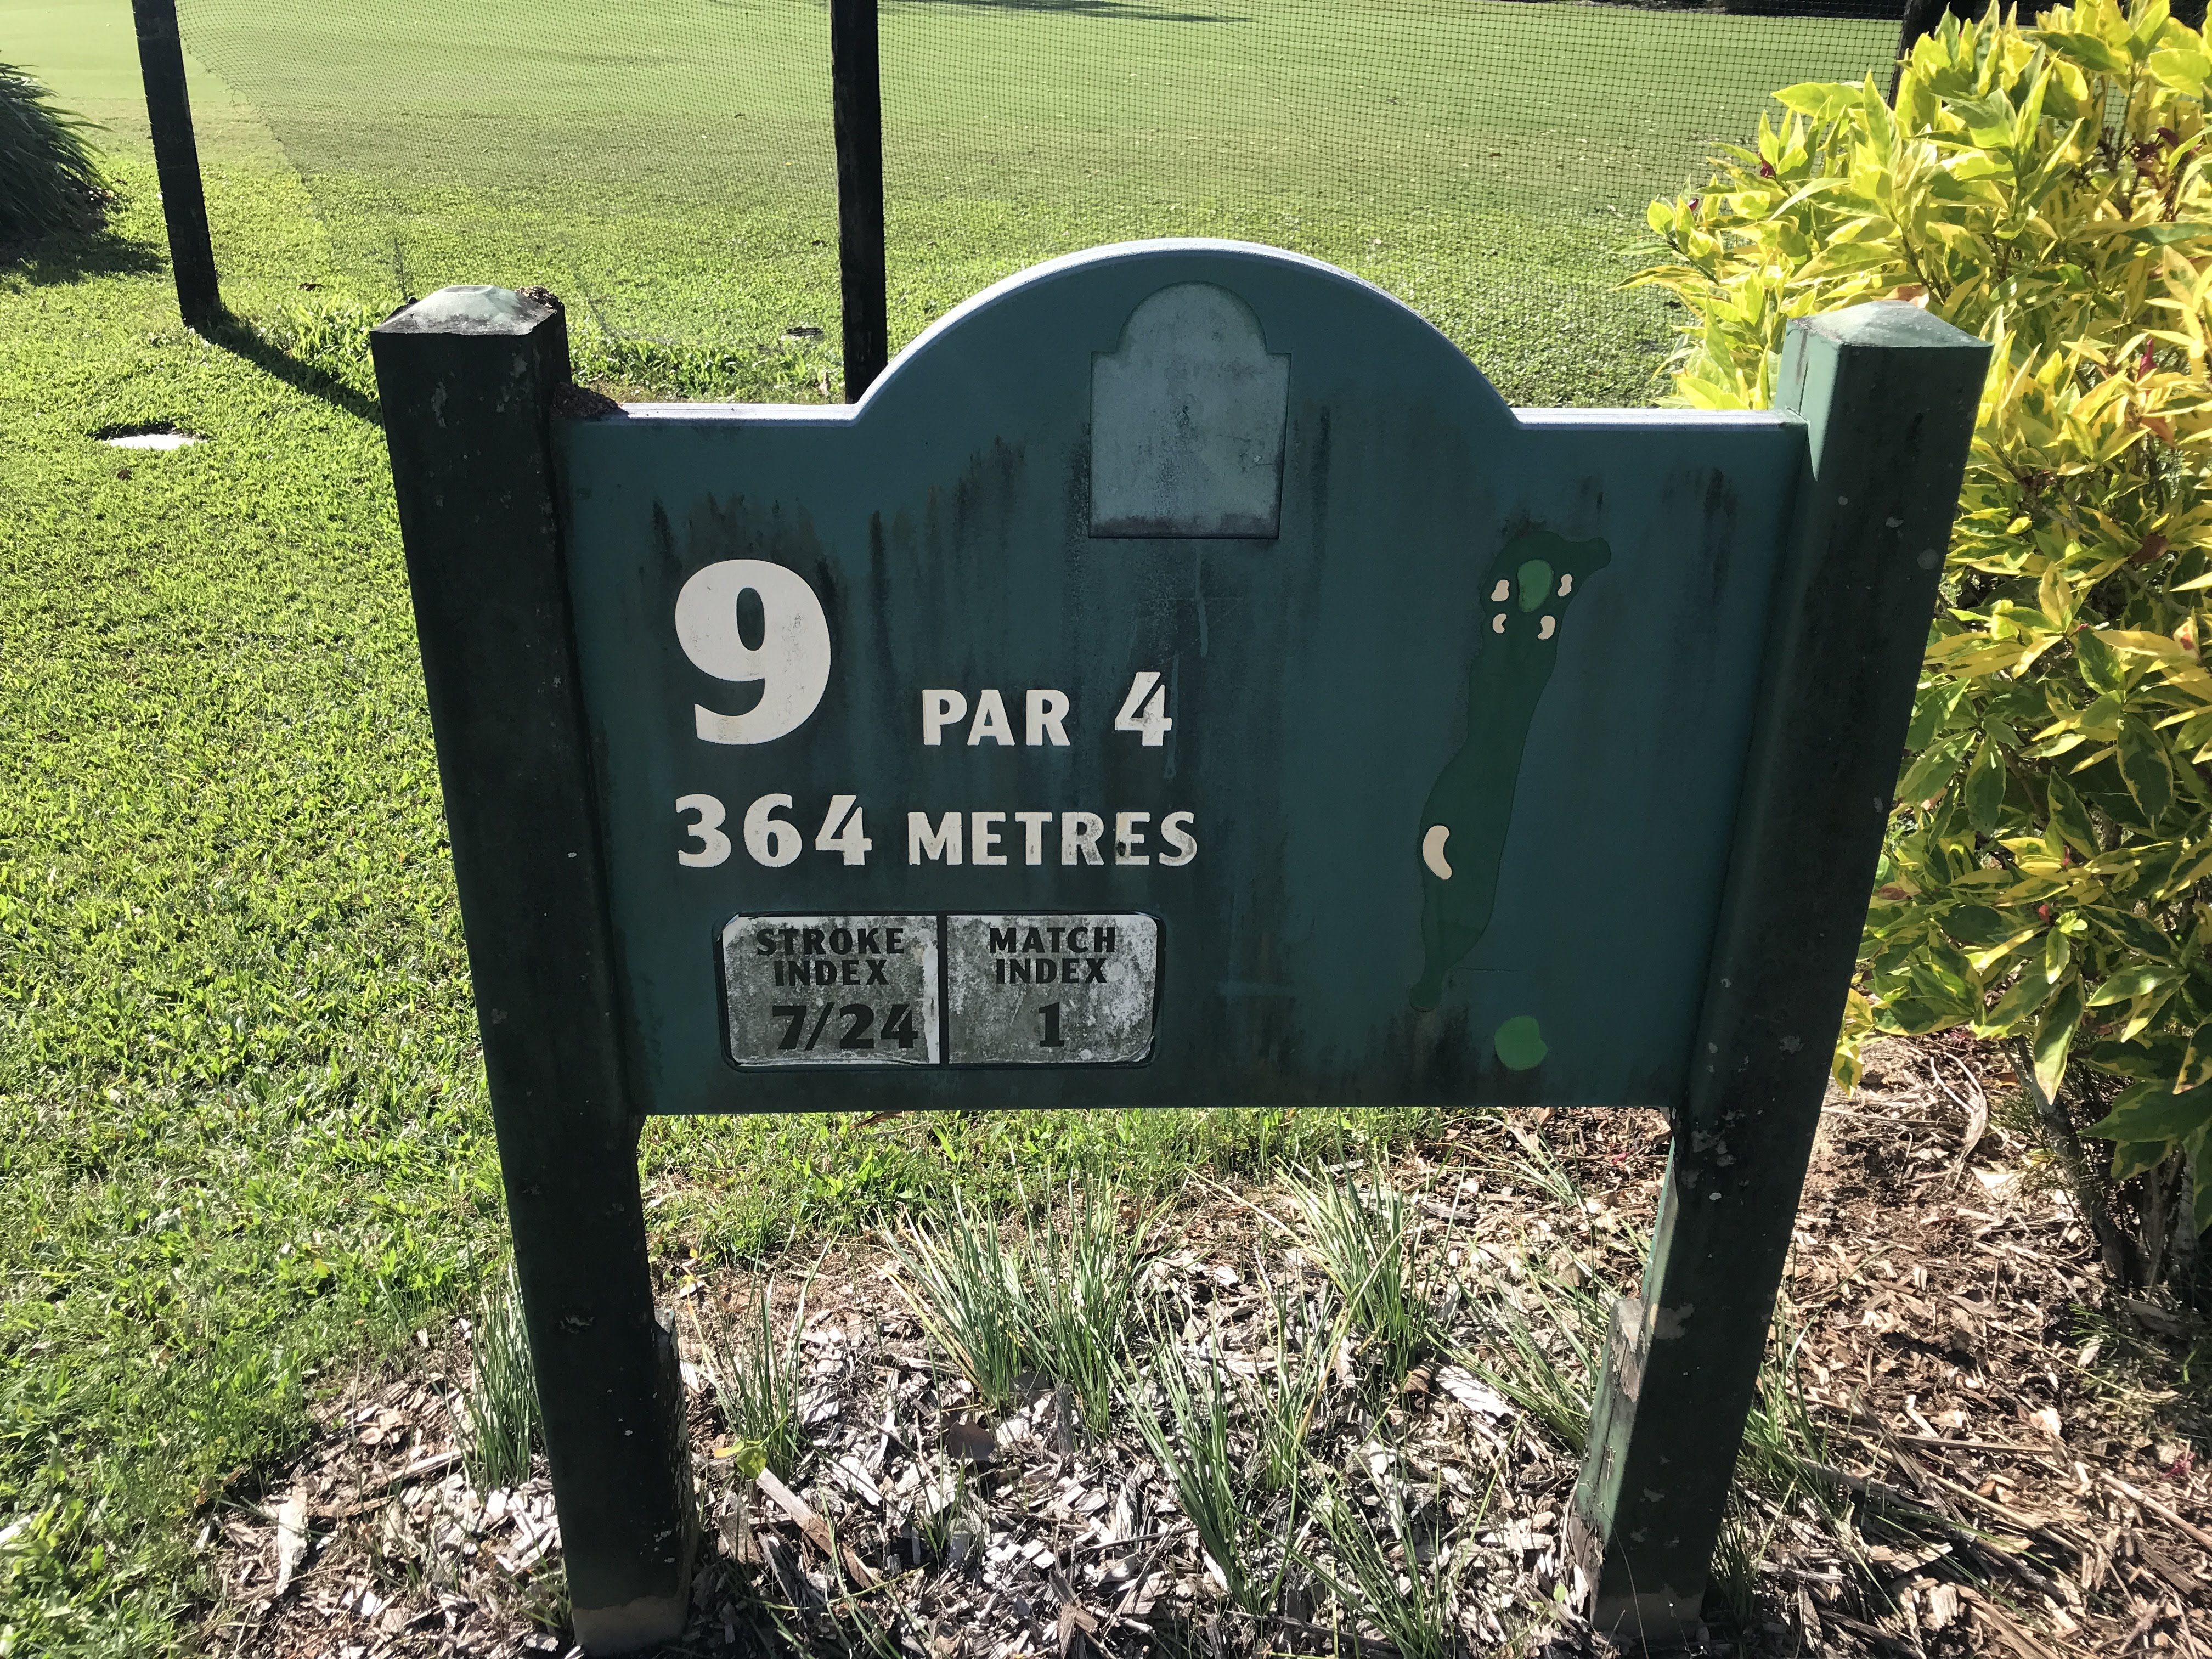 9 PAR 4
364 METRES
STROKE INDEX 7/24
MATCH INDEX 1